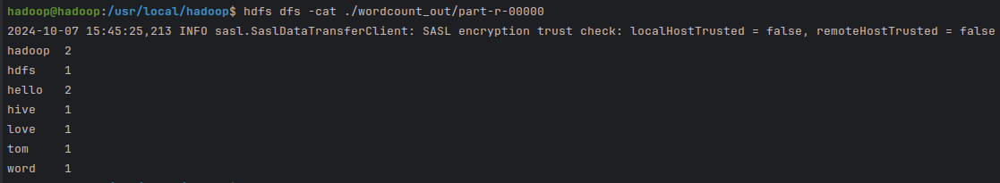 hadoop@hadoop:/usr/local/hadoop$ hdfs dfs -cat ./wordcount_out/part-r-00000
2024-10-07 15:45:25,213 INFO sasl.SaslDataTransferClient: SASL encryption trust check: localHostTrusted = false, remoteHostTrusted = false
hadoop 2
hdfs 1
hello 2
hive 1
love 1
tom 1
word 1